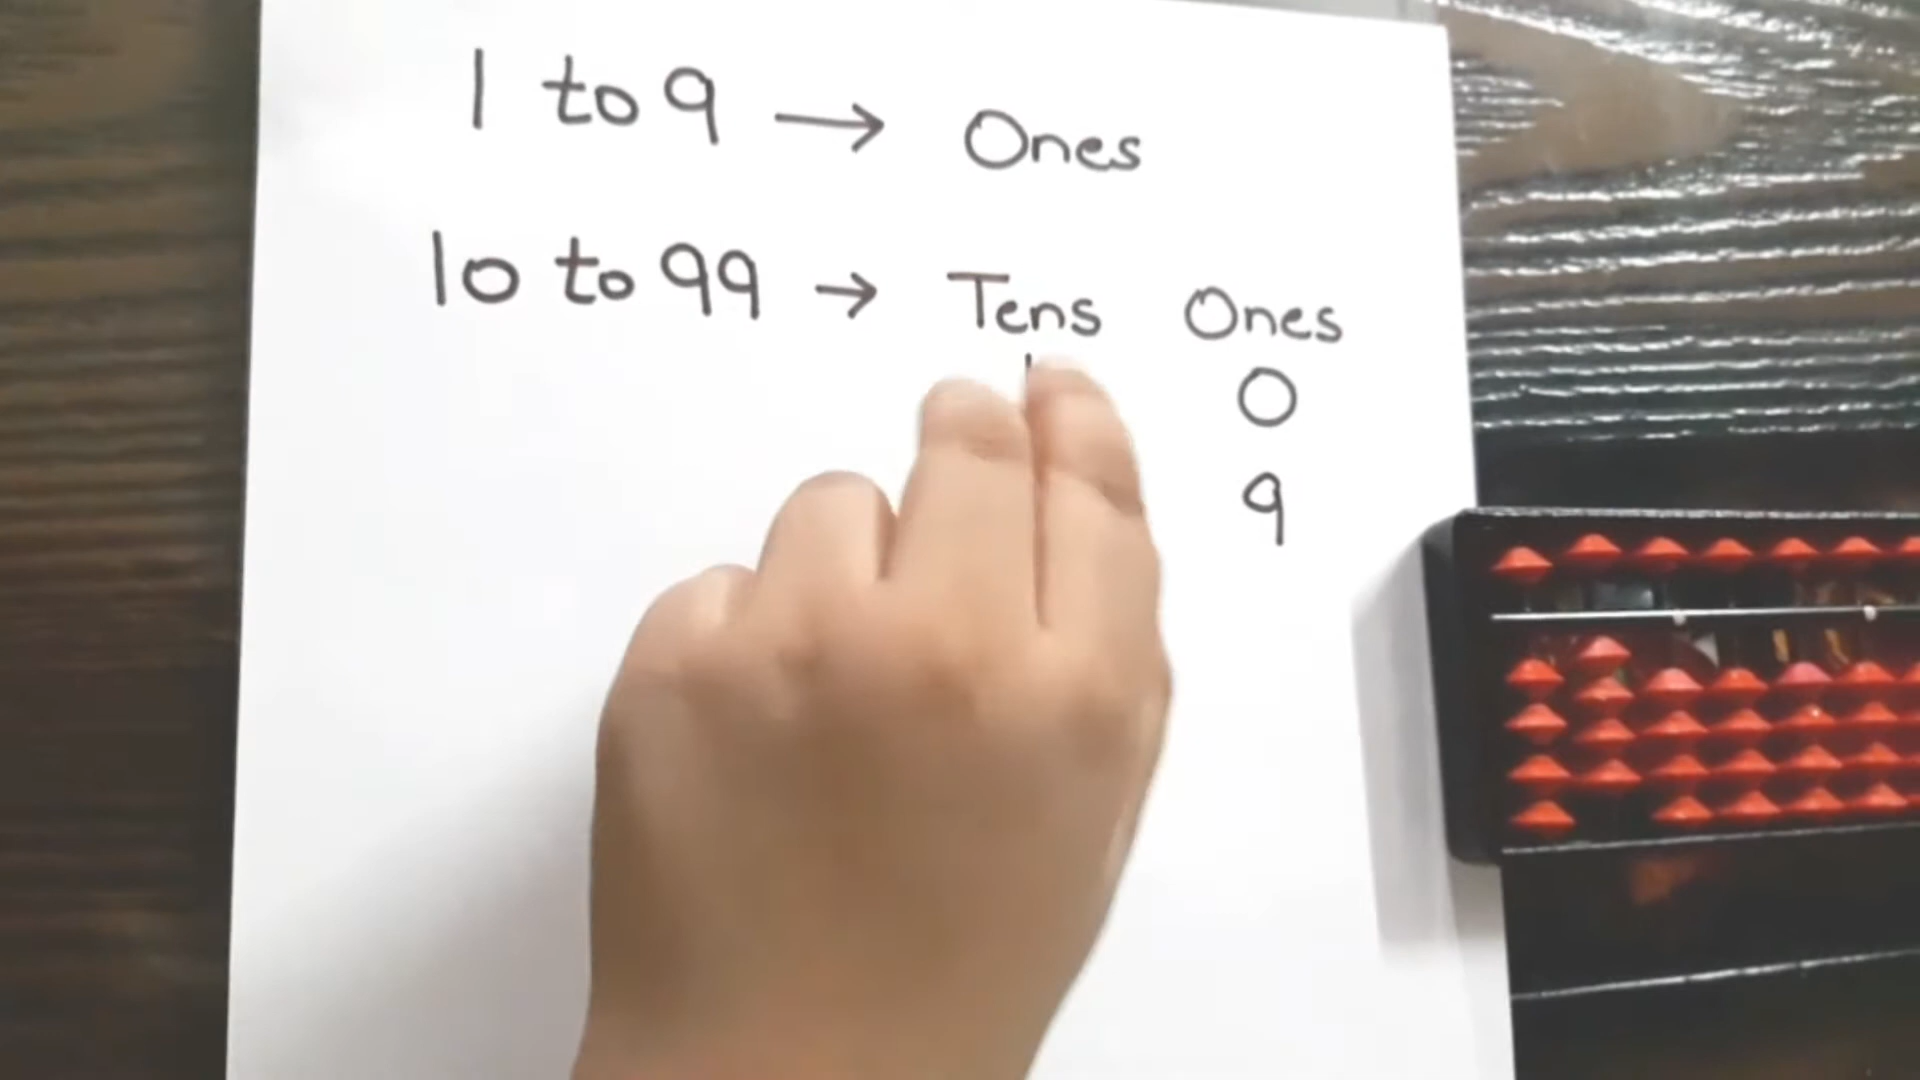 1 to 9 → Ones
10 to 99 → Tens Ones
0
9